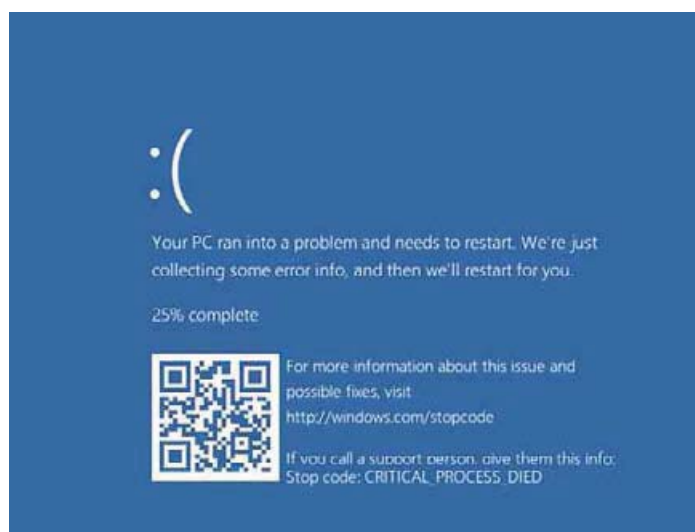 :(
Your PC ran into a problem and needs to restart. We're just
collecting some error info, and then we'll restart for you.
25% complete
For more information about this issue and
possible fixes, visit
http://windows.com/stopcode
If you call a support person, give them this info:
Stop code: CRITICAL_PROCESS_DIED